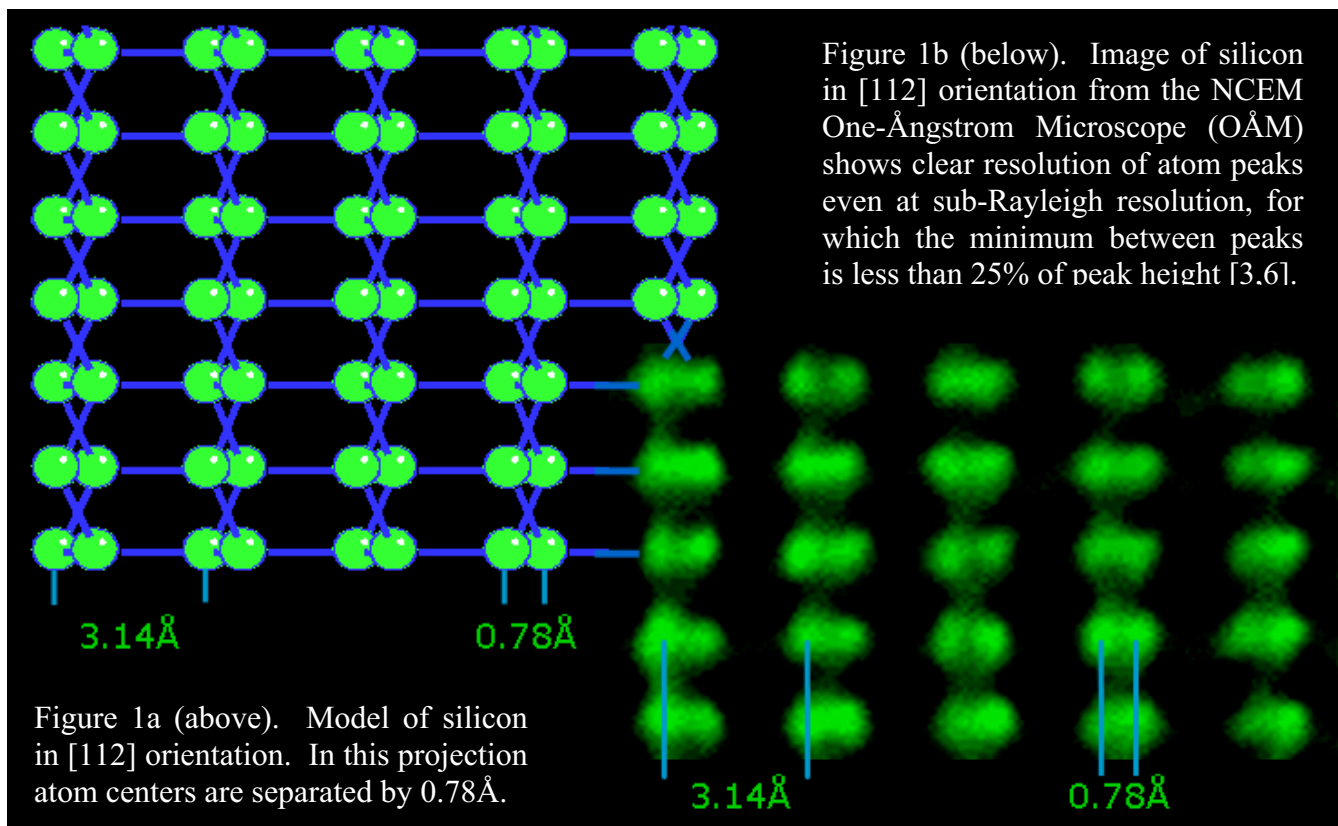 Figure 1b (below). Image of silicon
in [112] orientation from the NCEM
One-Ångstrom Microscope (OÅM)
shows clear resolution of atom peaks
even at sub-Rayleigh resolution, for
which the minimum between peaks
is less than 25% of peak height [3,6].
3.14Å
0.78Å
Figure 1a (above). Model of silicon
in [112] orientation. In this projection
atom centers are separated by 0.78Å.
3.14Å
0.78Å